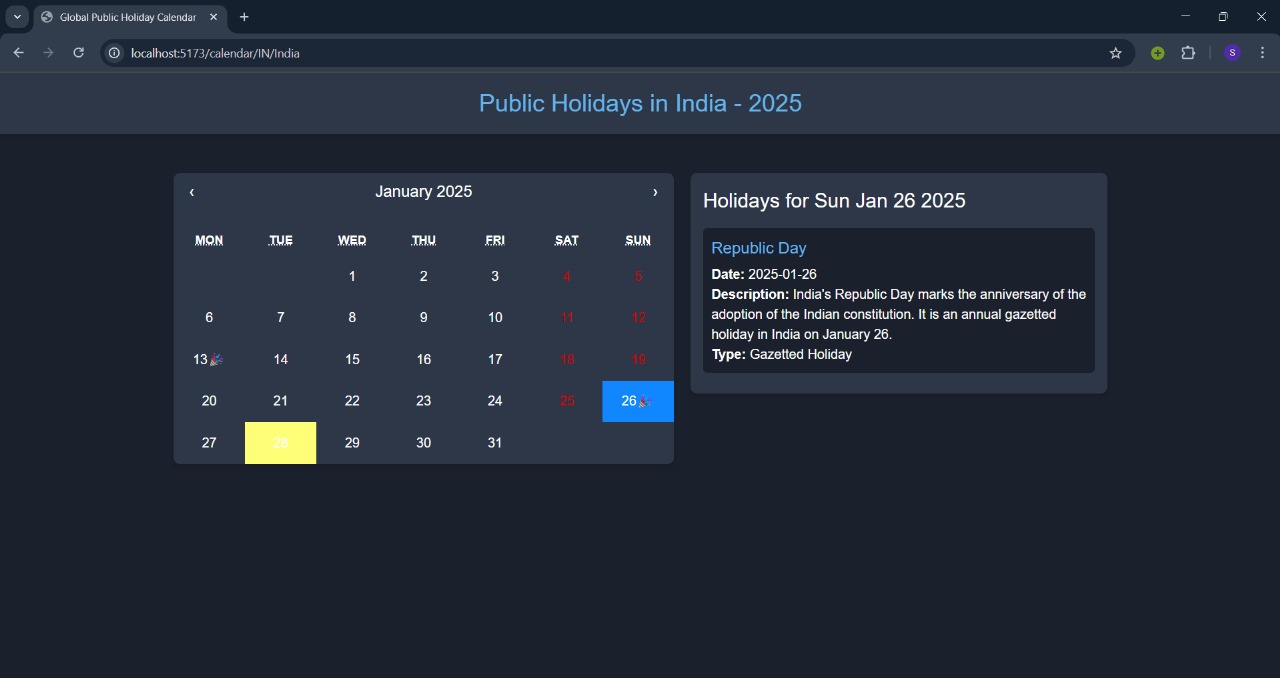 Global Public Holiday Calendar
localhost:5173/calendar/IN/India
S
Public Holidays in India - 2025
‹ January 2025 ›
MON TUE WED THU FRI SAT SUN
1 2 3 4 5
6 7 8 9 10 11 12
13🎉 14 15 16 17 18 19
20 21 22 23 24 25 26🎉
27 28 29 30 31
Holidays for Sun Jan 26 2025
Republic Day
Date: 2025-01-26
Description: India's Republic Day marks the anniversary of the
adoption of the Indian constitution. It is an annual gazetted
holiday in India on January 26.
Type: Gazetted Holiday